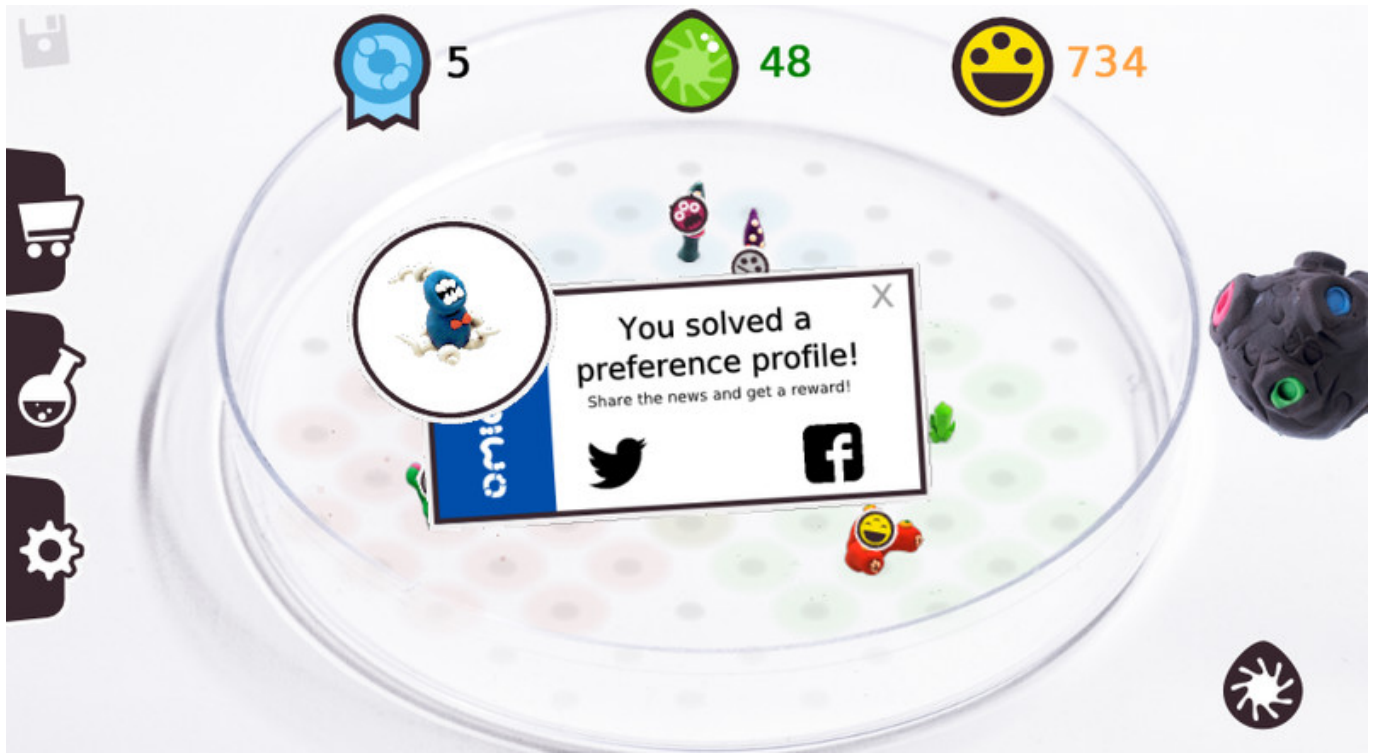 5
48
734
X
You solved a
preference profile!
Share the news and get a reward!